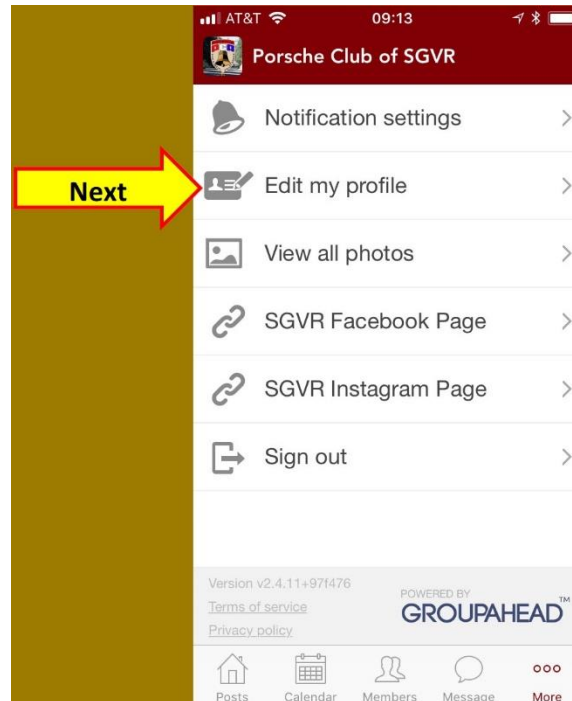 AT&T 09:13
Porsche Club of SGVR
Notification settings
Next
Edit my profile
View all photos
SGVR Facebook Page
SGVR Instagram Page
Sign out
Version v2.4.11+97f476
Terms of service
Privacy policy
POWERED BY
GROUPAHEAD™
Posts Calendar Members Message More